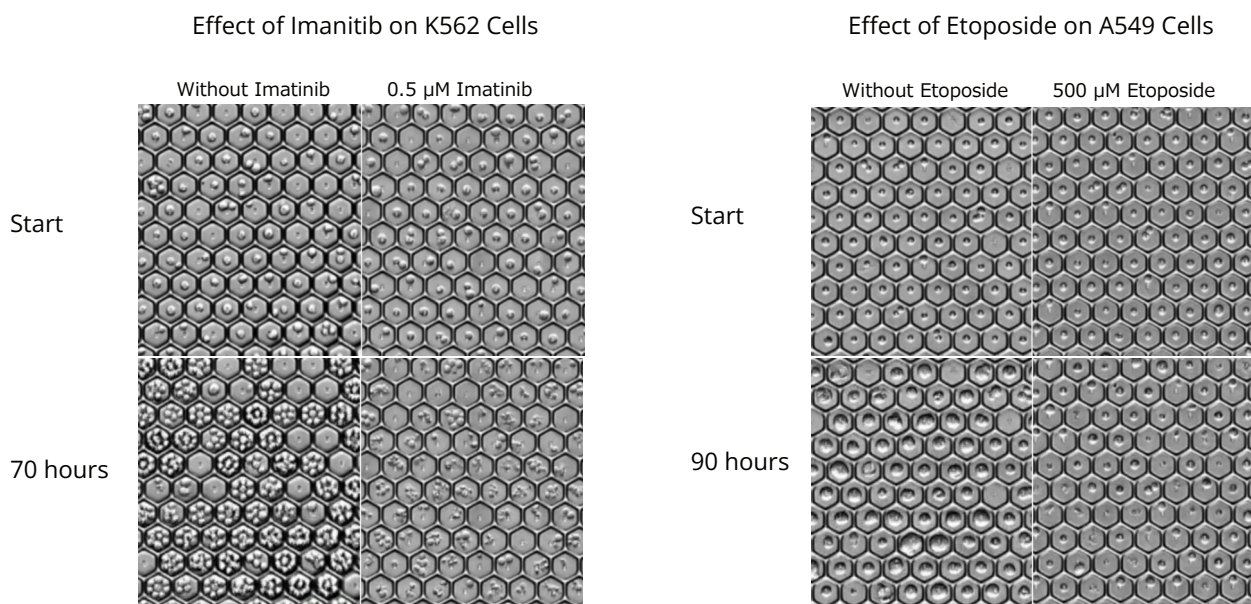 Effect of Imanitib on K562 Cells
Effect of Etoposide on A549 Cells
Without Imatinib
0.5 µM Imatinib
Without Etoposide
500 µM Etoposide
Start
Start
70 hours
90 hours